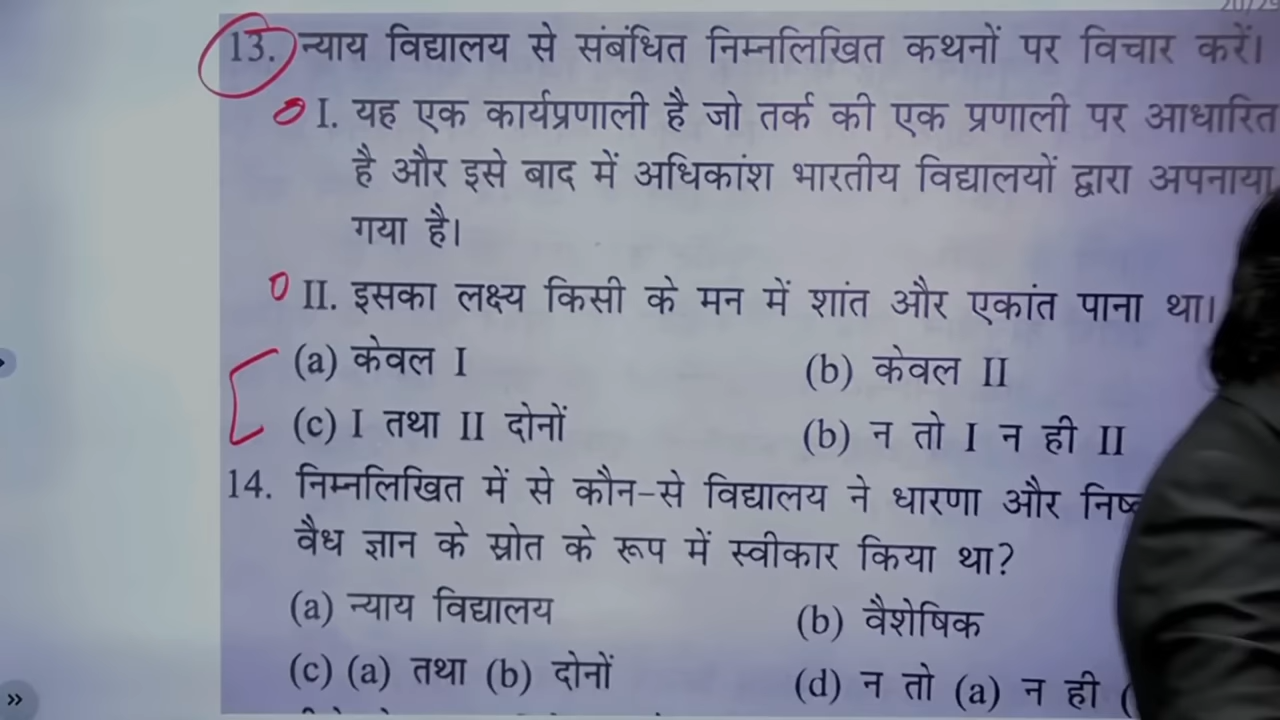 13. न्याय विद्यालय से संबंधित निम्नलिखित कथनों पर विचार करें।
I. यह एक कार्यप्रणाली है जो तर्क की एक प्रणाली पर आधारित
है और इसे बाद में अधिकांश भारतीय विद्यालयों द्वारा अपनाया
गया है।
II. इसका लक्ष्य किसी के मन में शांत और एकांत पाना था।
(a) केवल I (b) केवल II
(c) I तथा II दोनों (b) न तो I न ही II
14. निम्नलिखित में से कौन-से विद्यालय ने धारणा और
वैध ज्ञान के स्रोत के रूप में स्वीकार किया था?
(a) न्याय विद्यालय (b) वैशेषिक
(c) (a) तथा (b) दोनों (d) न तो (a) न ही